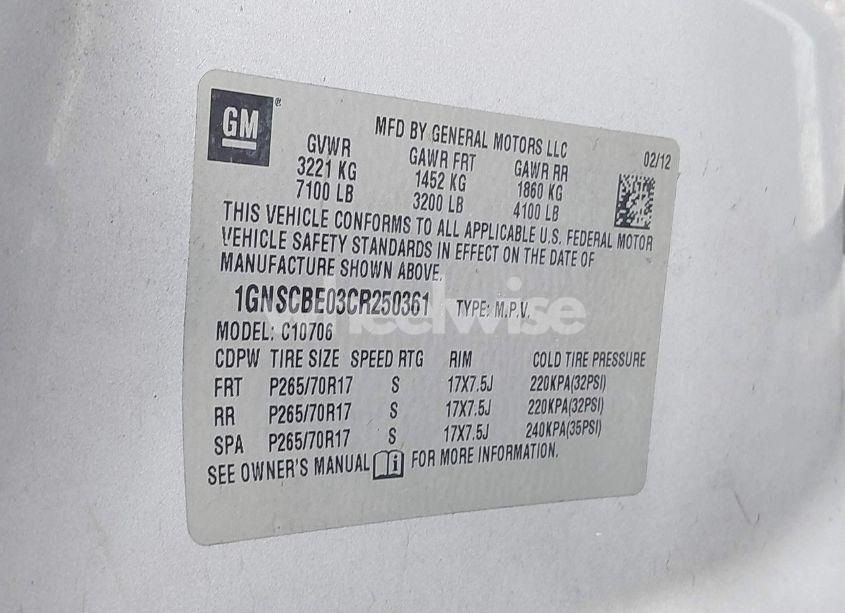 GM®
MFD BY GENERAL MOTORS LLC
02/12
GVWR GAWR FRT GAWR RR
3221 KG 1452 KG 1860 KG
7100 LB 3200 LB 4100 LB
THIS VEHICLE CONFORMS TO ALL APPLICABLE U.S. FEDERAL MOTOR
VEHICLE SAFETY STANDARDS IN EFFECT ON THE DATE OF
MANUFACTURE SHOWN ABOVE.
1GNSCBE03CR250361 TYPE: M.P.V.
wheelwise
MODEL: C10706
CDPW TIRE SIZE SPEED RTG RIM COLD TIRE PRESSURE
FRT P265/70R17 S 17X7.5J 220KPA(32PSI)
RR P265/70R17 S 17X7.5J 220KPA(32PSI)
SPA P265/70R17 S 17X7.5J 240KPA(35PSI)
SEE OWNER'S MANUAL i FOR MORE INFORMATION.